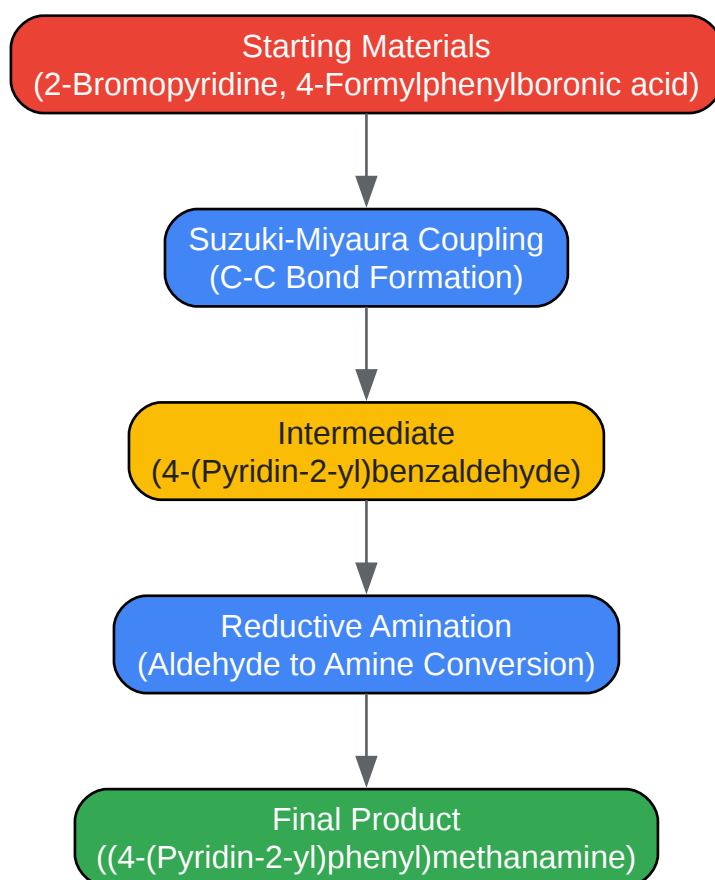 Starting Materials
(2-Bromopyridine, 4-Formylphenylboronic acid)
Suzuki-Miyaura Coupling
(C-C Bond Formation)
Intermediate
(4-(Pyridin-2-yl)benzaldehyde)
Reductive Amination
(Aldehyde to Amine Conversion)
Final Product
((4-(Pyridin-2-yl)phenyl)methanamine)